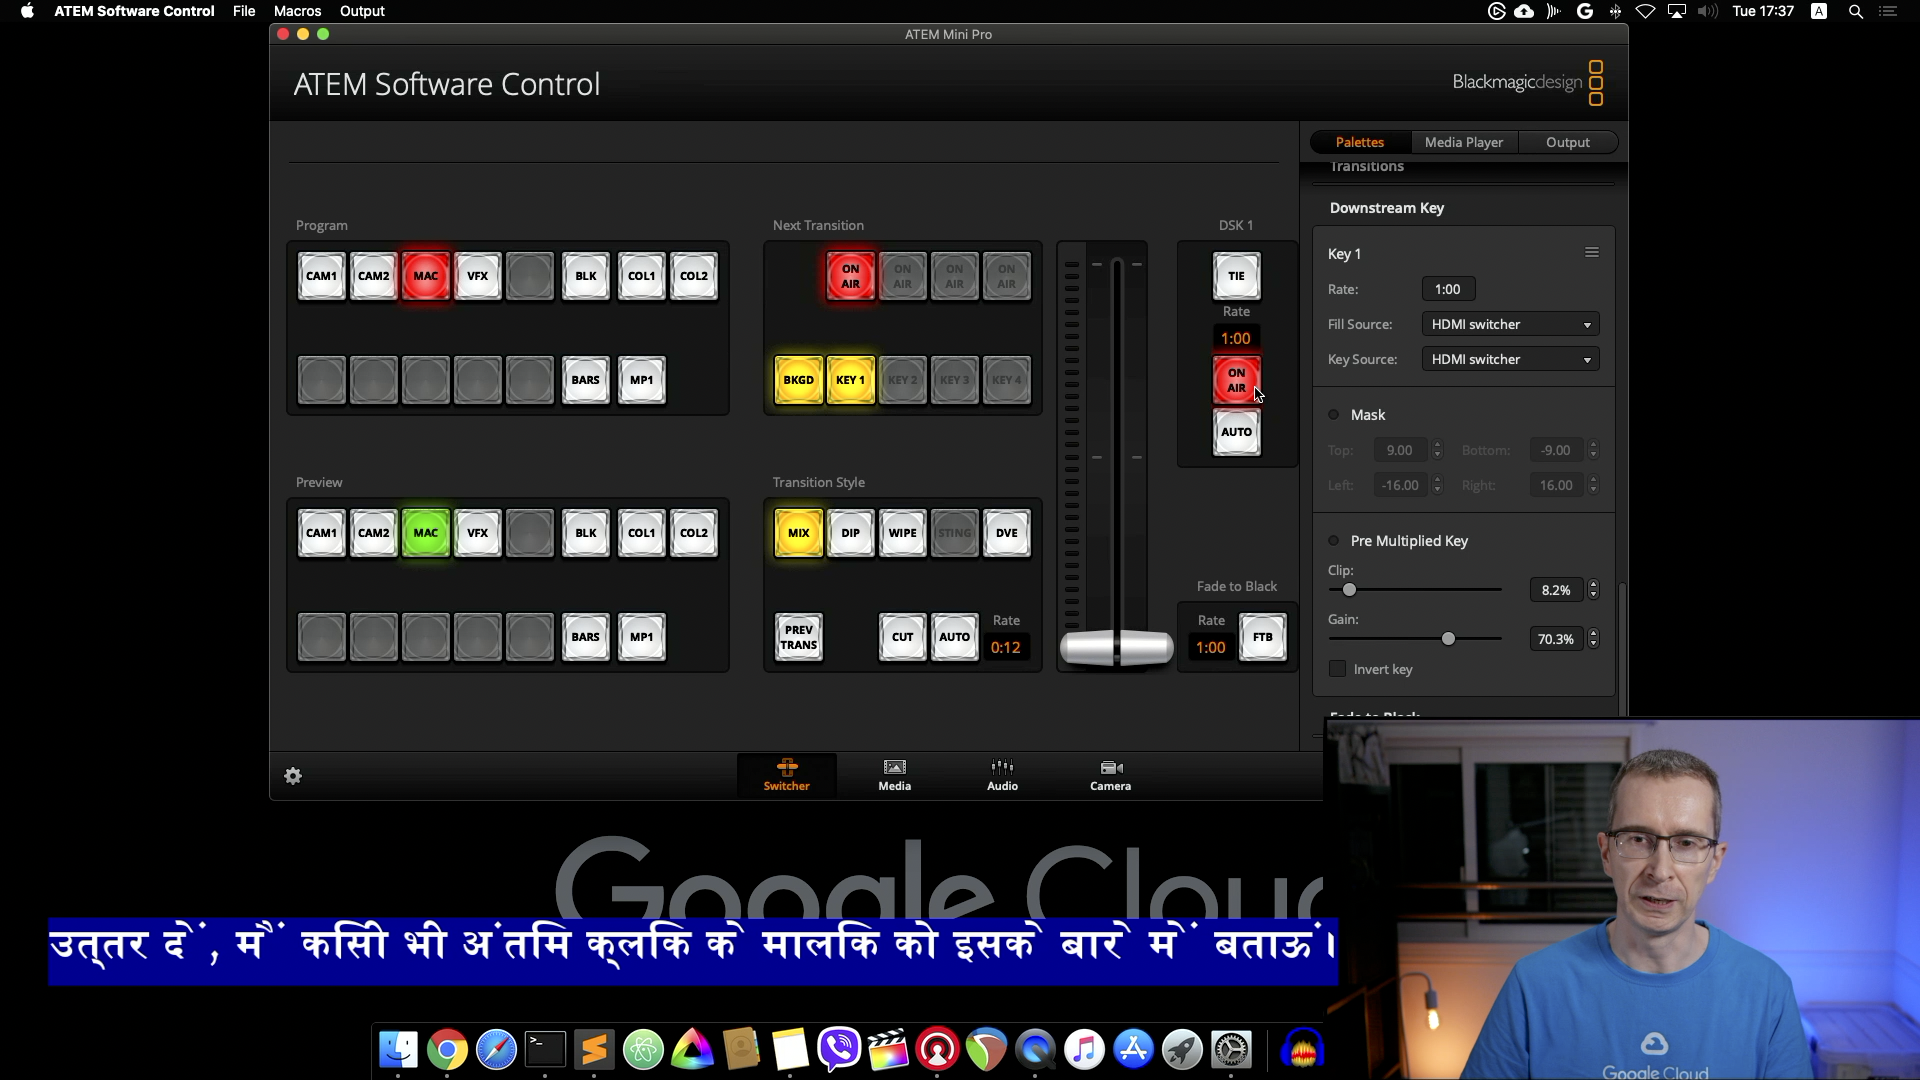 ATEM Software Control File Macros Output
Tue 17:37 A
ATEM Mini Pro
ATEM Software Control
Blackmagicdesign
Palettes Media Player Output
Transitions
Downstream Key
Program
Next Transition
DSK 1
CAM1 CAM2 MAC VFX BLK COL1 COL2
ON AIR ON AIR ON AIR ON AIR
TIE
Rate
1:00
BARS MP1
BKGD KEY 1 KEY 2 KEY 3 KEY 4
ON AIR
AUTO
Key 1
Rate: 1:00
Fill Source: HDMI switcher
Key Source: HDMI switcher
Mask
Top: 9.00 Bottom: -9.00
Left: -16.00 Right: 16.00
Preview
Transition Style
CAM1 CAM2 MAC VFX BLK COL1 COL2
MIX DIP WIPE STING DVE
BARS MP1
PREV TRANS CUT AUTO
Rate
0:12
Fade to Black
Rate
1:00
FTB
Pre Multiplied Key
Clip:
8.2%
Gain:
70.3%
Invert key
Fade to Black
Switcher Media Audio Camera
Google Cloud
उत्तर दें, मैं किसी भी अंतिम क्लिक के मालिक को इसके बारे में बताऊं।
Google Cloud